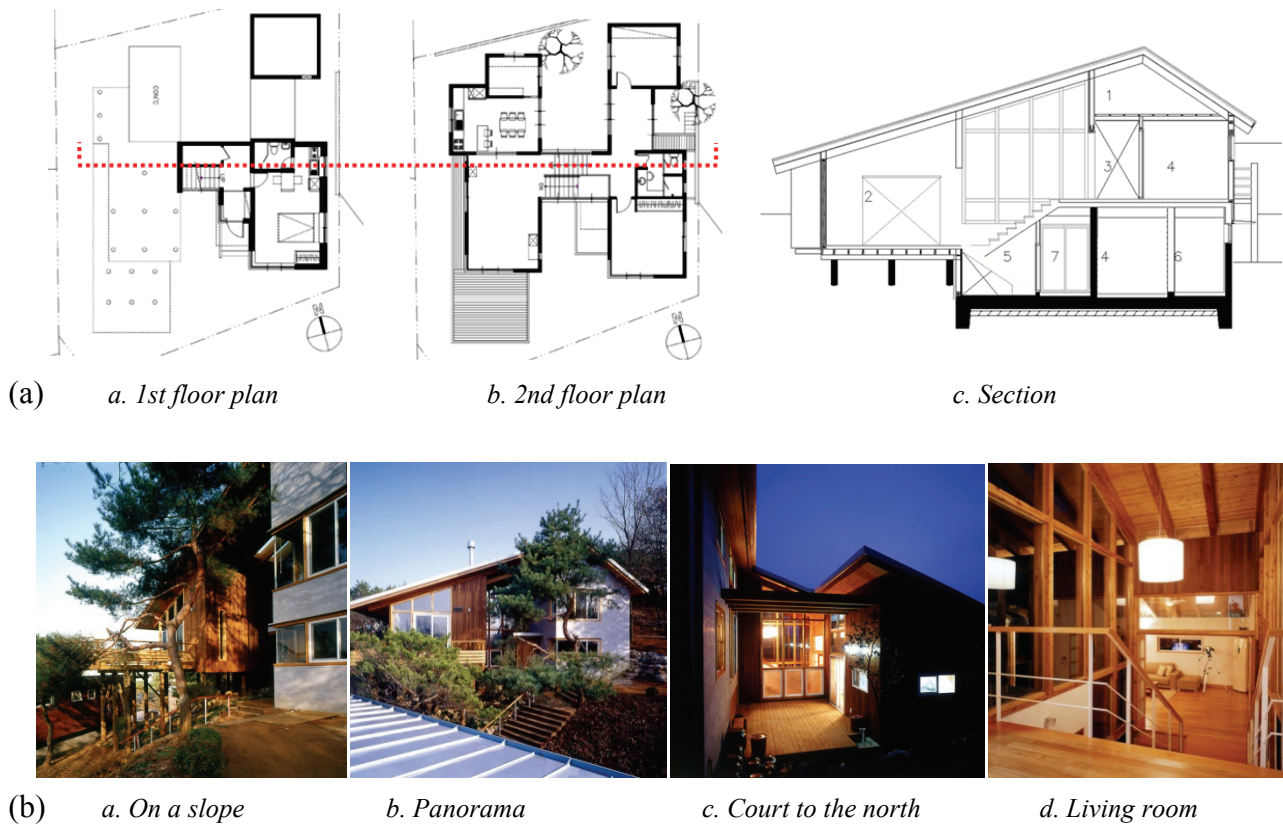 CON'C
N
N
1
2
3
4
5
7
4
6
(a)
a. 1st floor plan
b. 2nd floor plan
c. Section
(b)
a. On a slope
b. Panorama
c. Court to the north
d. Living room